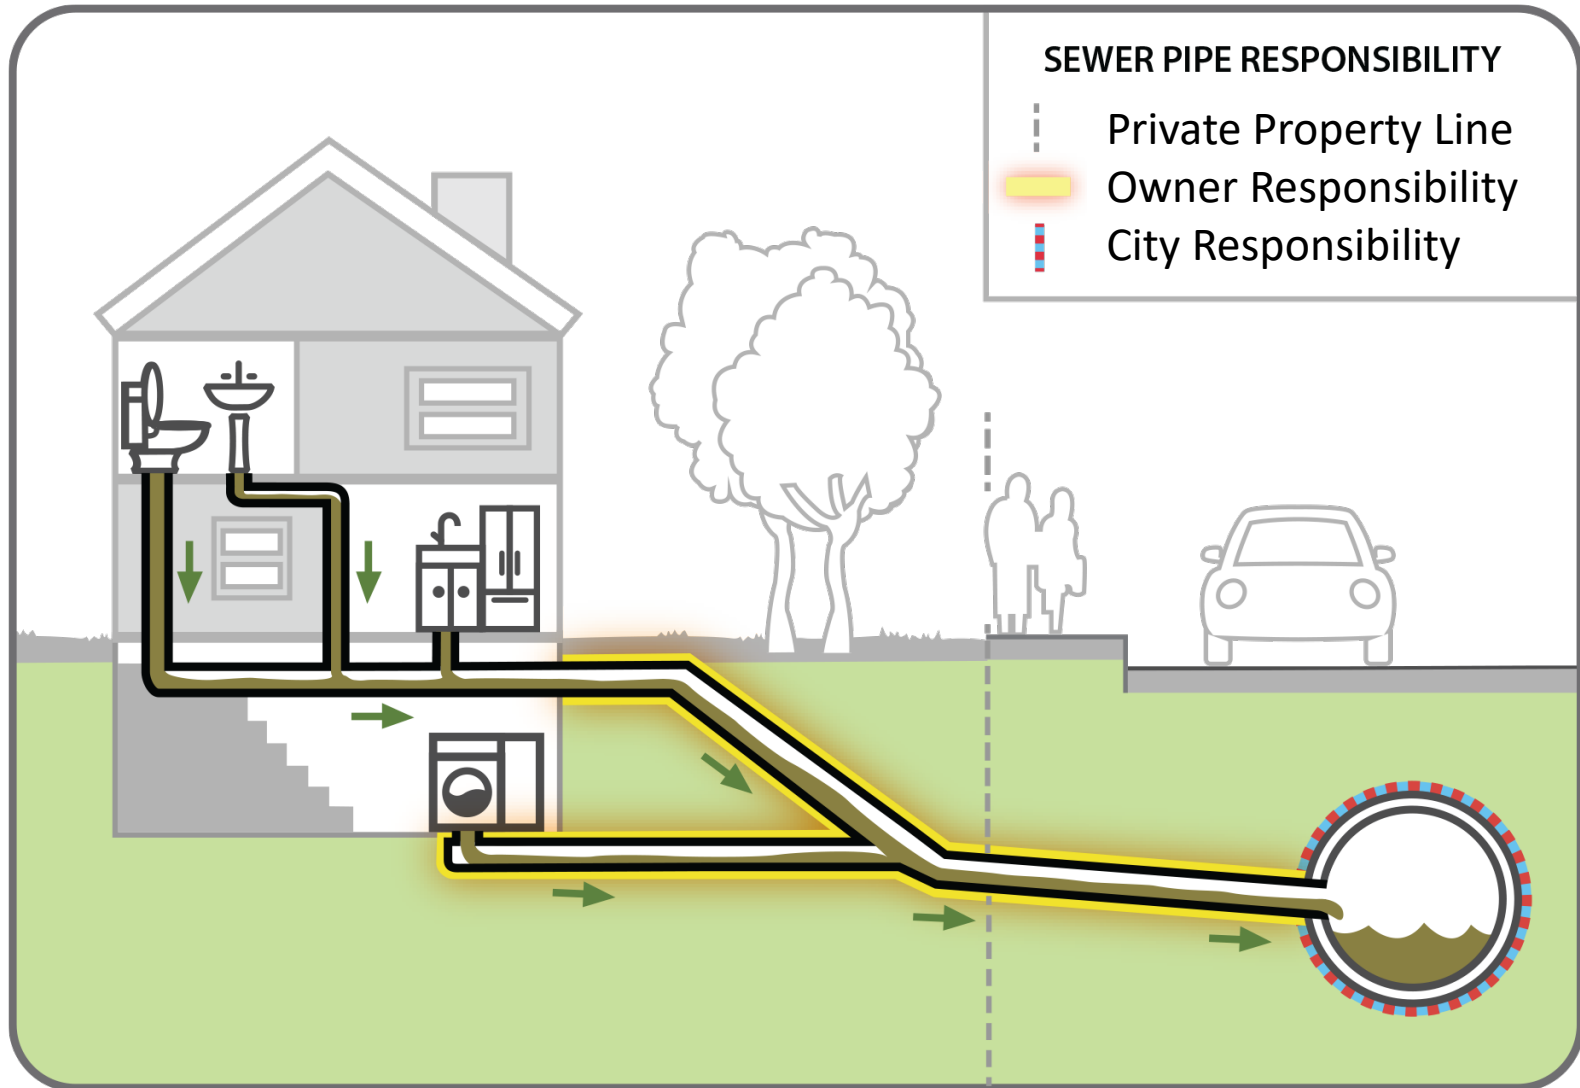 SEWER PIPE RESPONSIBILITY
Private Property Line
Owner Responsibility
City Responsibility